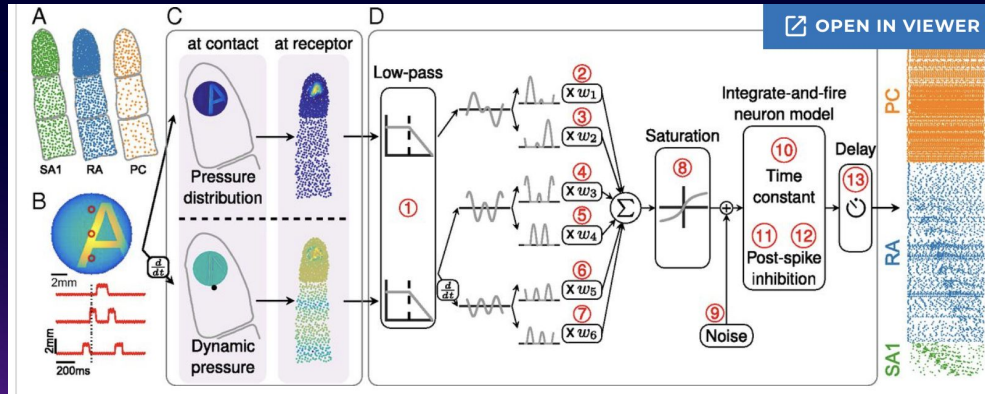 A
SA1 RA PC
B
2mm
2mm
200ms
C
at contact
at receptor
Pressure
distribution
d/dt
Dynamic
pressure
D
Low-pass
①
② x w₁
③ x w₂
④ x w₃
⑤ x w₄
d/dt
⑥ x w₅
⑦ x w₆
Σ
Saturation
⑧
+
⑨
Noise
Integrate-and-fire
neuron model
⑩
Time
constant
⑪ ⑫
Post-spike
inhibition
Delay
⑬
OPEN IN VIEWER
PC
RA
SA1